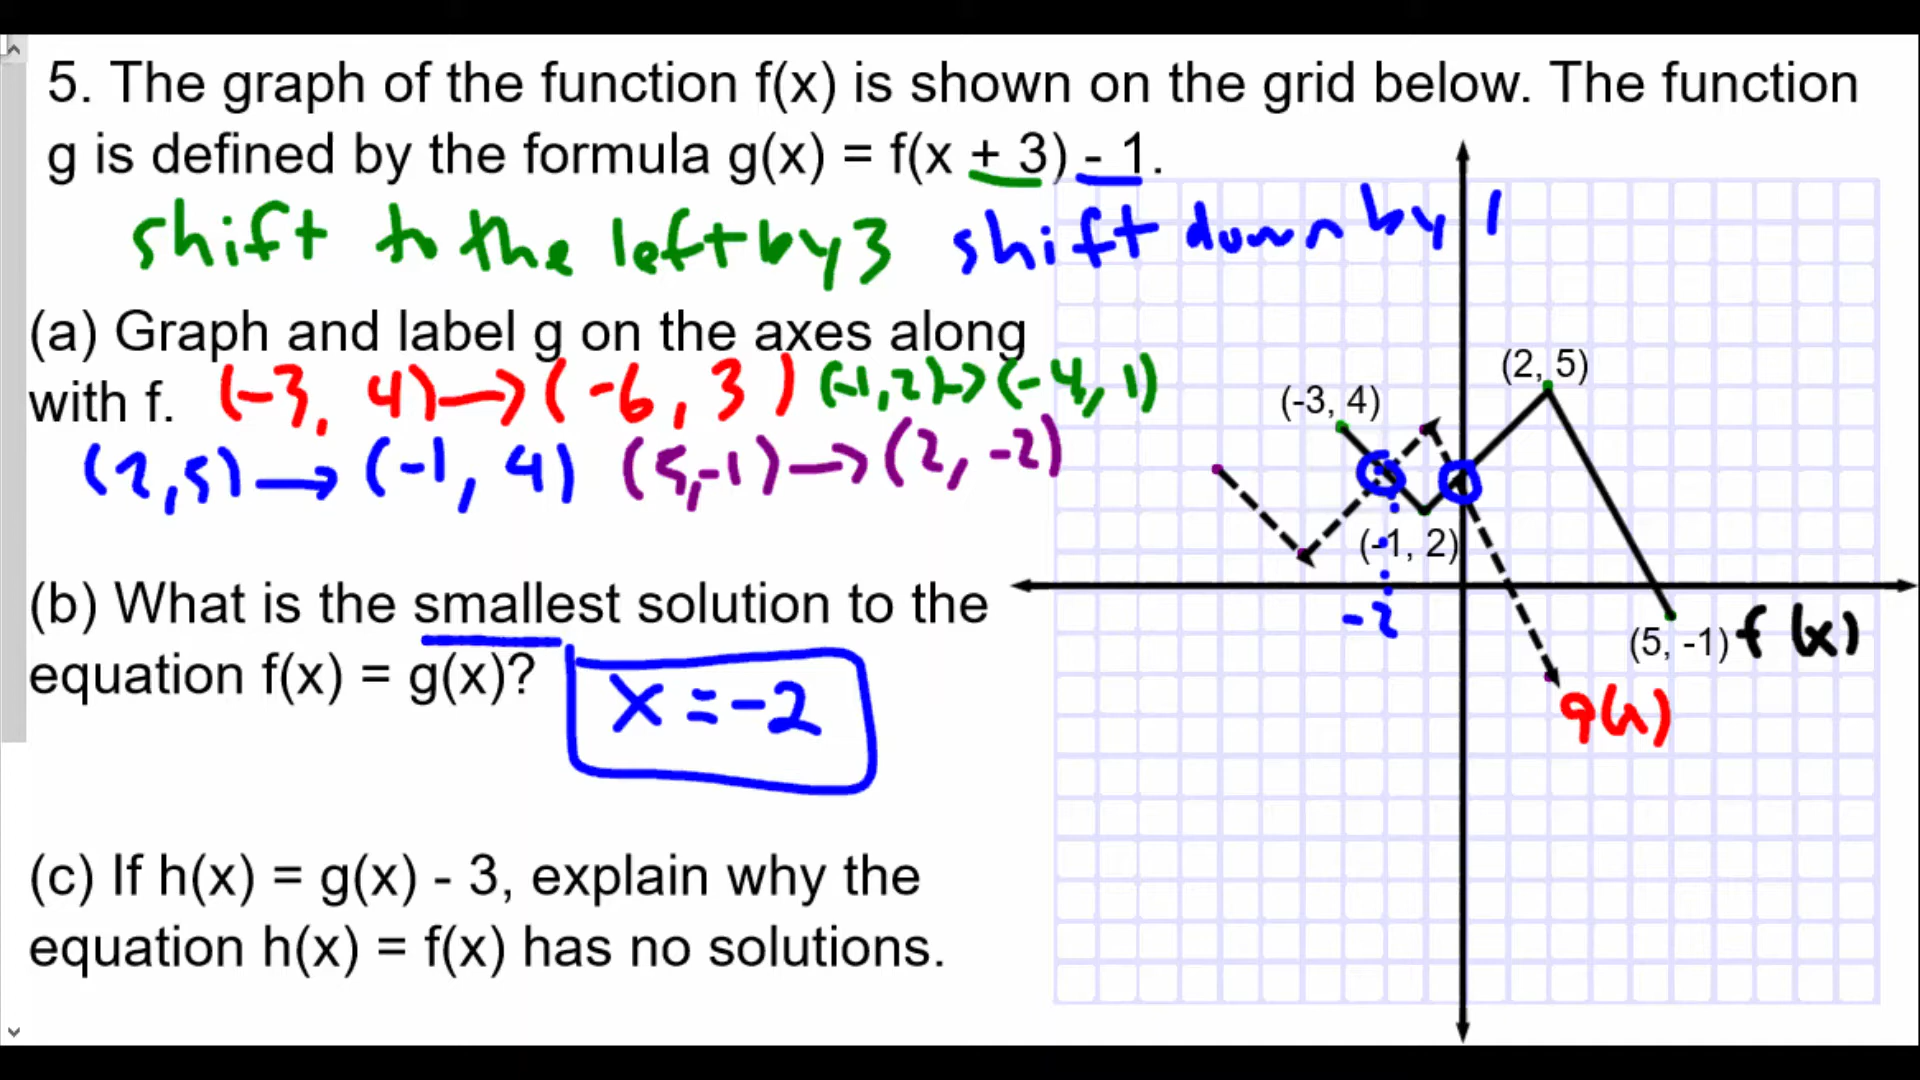 5. The graph of the function f(x) is shown on the grid below. The function
g is defined by the formula g(x) = f(x + 3) - 1.
shift to the left by 3 shift down by 1
(a) Graph and label g on the axes along
with f. (-3, 4)→(-6, 3) (-1,2)→(-4,1)
(2,5)→(-1, 4) (5,-1)→(2, -2)
(b) What is the smallest solution to the
equation f(x) = g(x)? x = -2
(c) If h(x) = g(x) - 3, explain why the
equation h(x) = f(x) has no solutions.
(2, 5)
(-3, 4)
(-1, 2)
-2
(5, -1) f(x)
g(x)